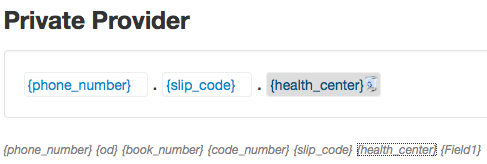 Private Provider
{phone_number} . {slip_code} . {health_center}
{phone_number} {od} {book_number} {code_number} {slip_code} {health_center} {Field1}